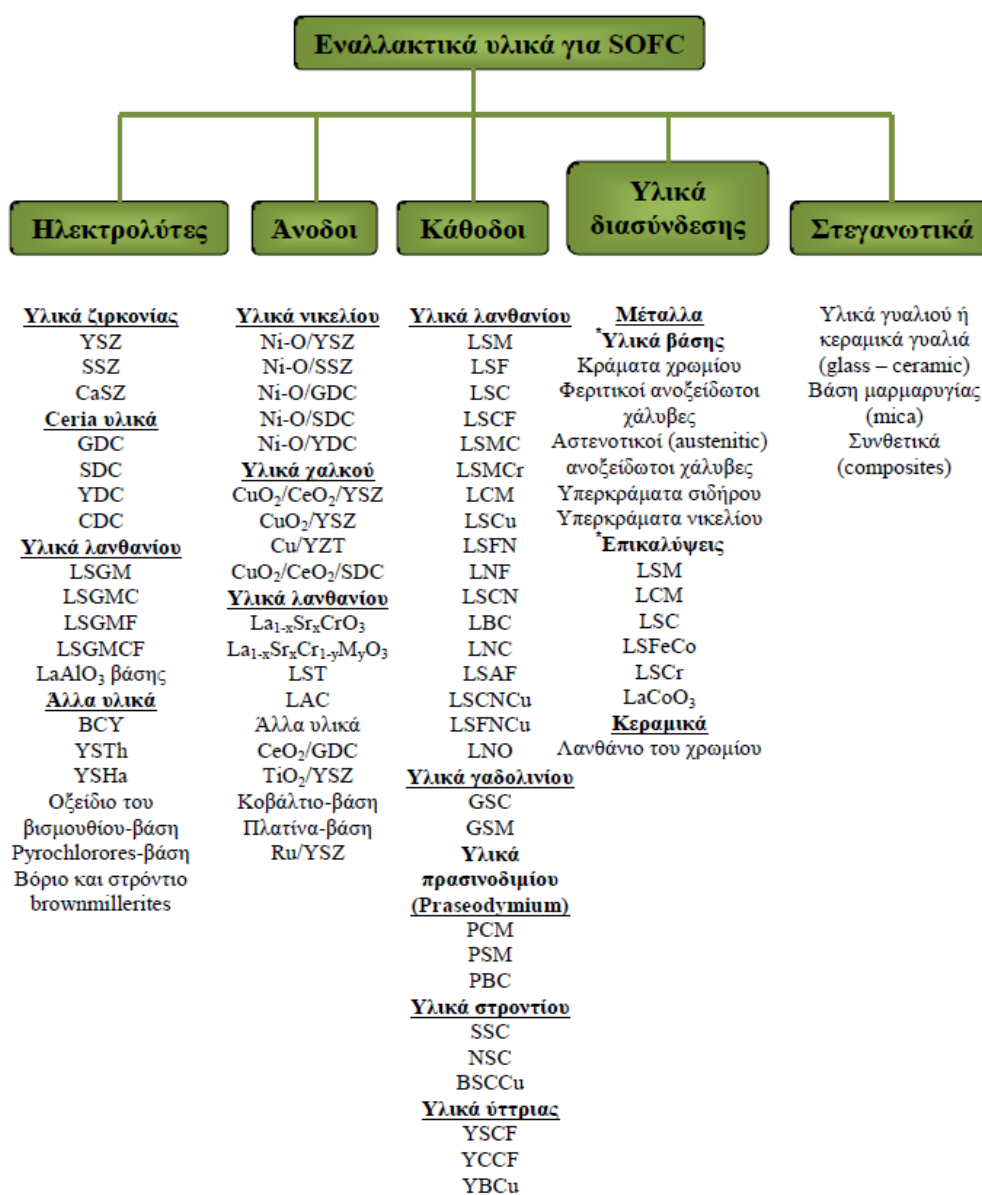 Εναλλακτικά υλικά για SOFC
Ηλεκτρολύτες
Υλικά ζιρκονίας
YSZ
SSZ
CaSZ
Ceria υλικά
GDC
SDC
YDC
CDC
Υλικά λανθανίου
LSGM
LSGMC
LSGMF
LSGMCF
LaAlO₃ βάσης
Άλλα υλικά
BCY
YSTh
YSHa
Οξείδιο του
βισμουθίου-βάση
Pyrochlorores-βάση
Βόριο και στρόντιο
brownmillerites
Άνοδοι
Υλικά νικελίου
Ni-O/YSZ
Ni-O/SSZ
Ni-O/GDC
Ni-O/SDC
Ni-O/YDC
Υλικά χαλκού
CuO₂/CeO₂/YSZ
CuO₂/YSZ
Cu/YZT
CuO₂/CeO₂/SDC
Υλικά λανθανίου
La₁₋ₓSrₓCrO₃
La₁₋ₓSrₓCr₁₋yMyO₃
LST
LAC
Άλλα υλικά
CeO₂/GDC
TiO₂/YSZ
Κοβάλτιο-βάση
Πλατίνα-βάση
Ru/YSZ
Κάθοδοι
Υλικά λανθανίου
LSM
LSF
LSC
LSCF
LSMC
LSMCr
LCM
LSCu
LSFN
LNF
LSCN
LBC
LNC
LSAF
LSCNCu
LSFNCu
LNO
Υλικά γαδολινίου
GSC
GSM
Υλικά
πρασινοδιμίου
(Praseodymium)
PCM
PSM
PBC
Υλικά στροντίου
SSC
NSC
BSCCu
Υλικά ύττριας
YSCF
YCCF
YBCu
Υλικά
διασύνδεσης
Μέταλλα
*Υλικά βάσης
Κράματα χρωμίου
Φεριτικοί ανοξείδωτοι
χάλυβες
Αστενοτικοί (austenitic)
ανοξείδωτοι χάλυβες
Υπερκράματα σιδήρου
Υπερκράματα νικελίου
*Επικαλύψεις
LSM
LCM
LSC
LSFeCo
LSCr
LaCoO₃
Κεραμικά
Λανθάνιο του χρωμίου
Στεγανωτικά
Υλικά γυαλιού ή
κεραμικά γυαλιά
(glass – ceramic)
Βάση μαρμαρυγίας
(mica)
Συνθετικά
(composites)